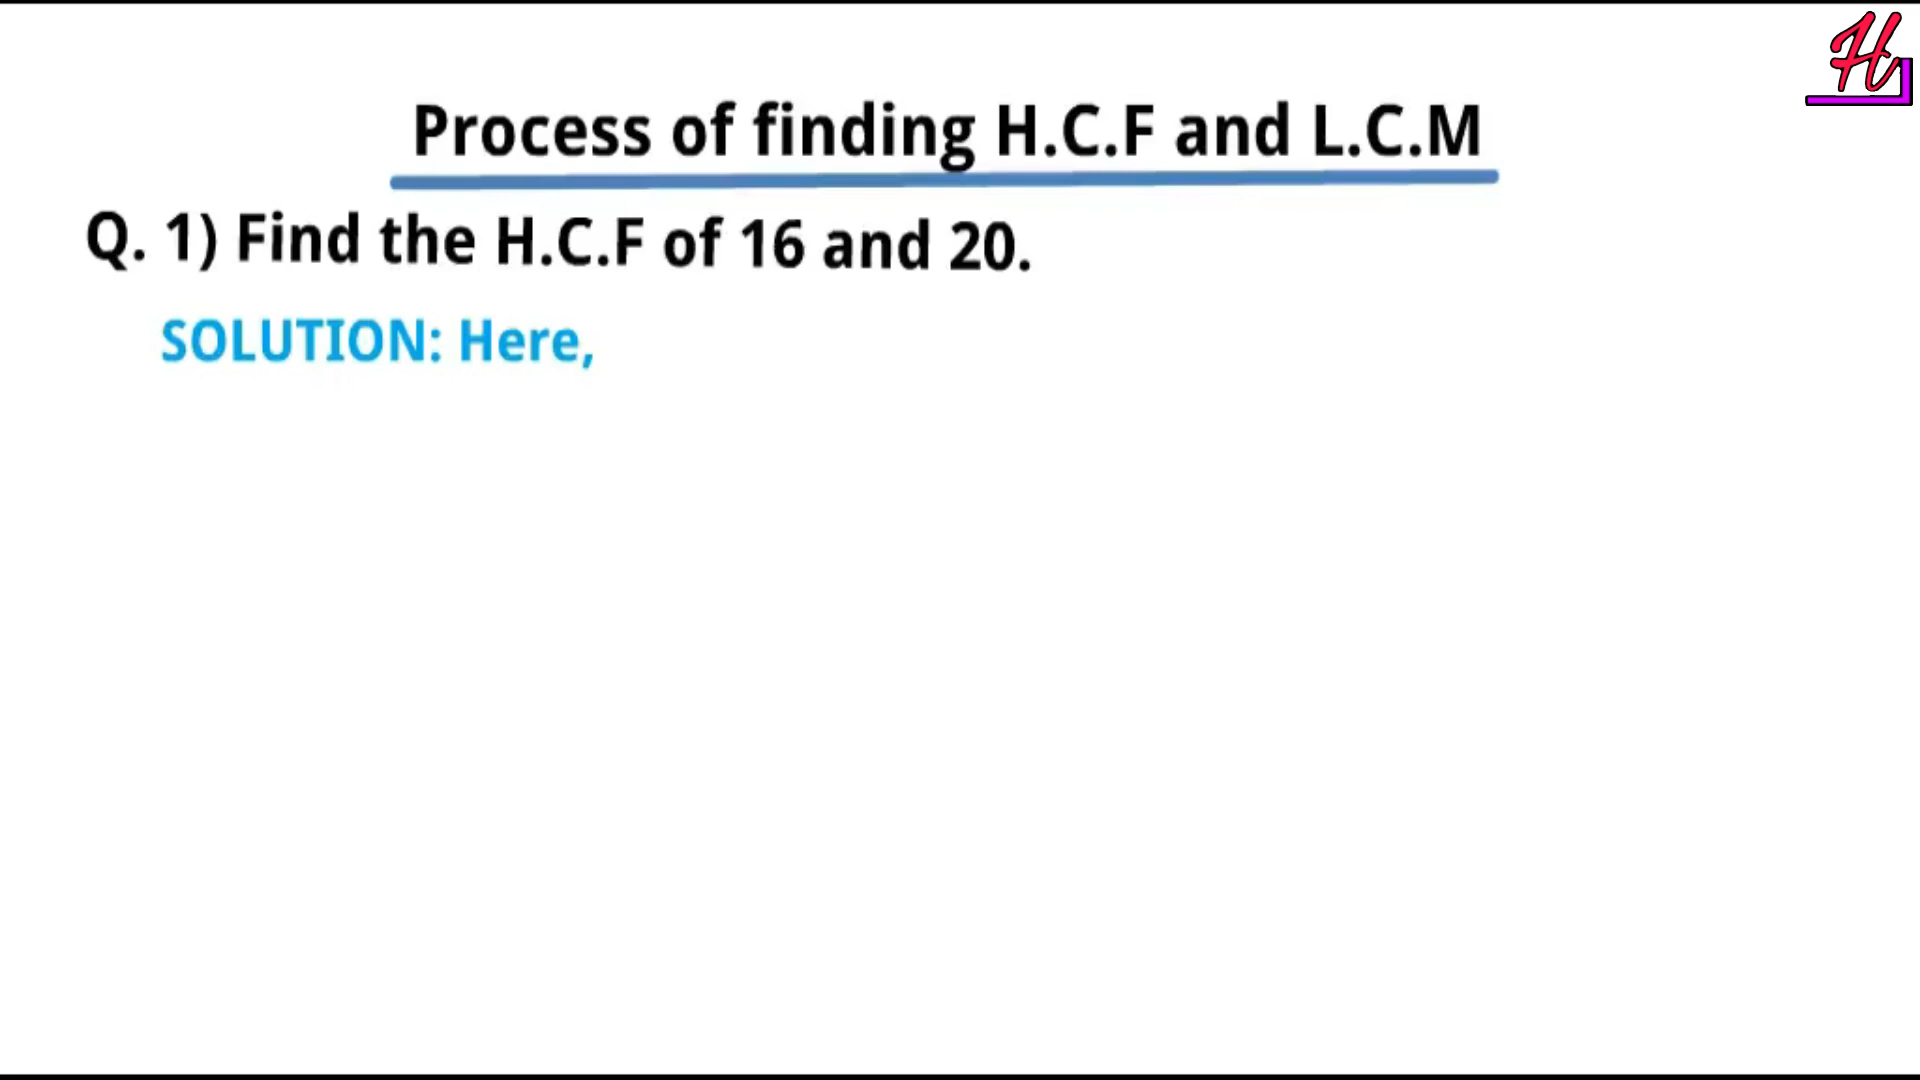 H
Process of finding H.C.F and L.C.M
Q. 1) Find the H.C.F of 16 and 20.
SOLUTION: Here,